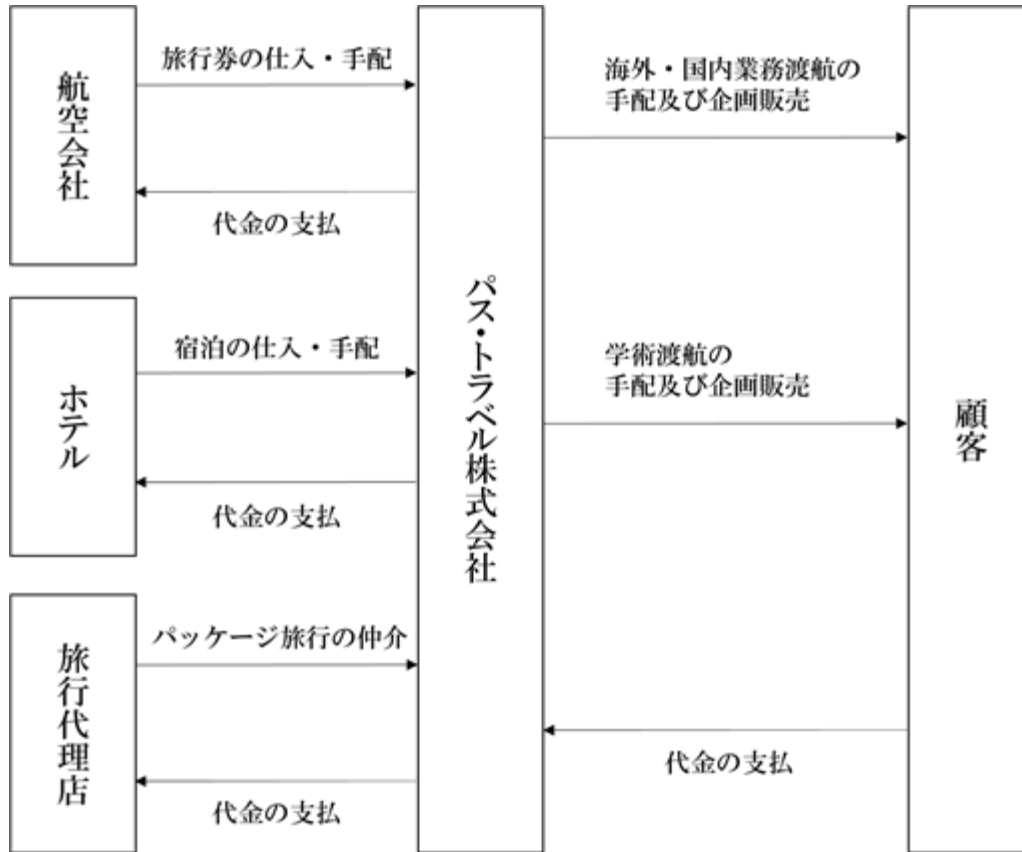 航空会社
旅行券の仕入・手配
代金の支払
ホテル
宿泊の仕入・手配
代金の支払
旅行代理店
パッケージ旅行の仲介
代金の支払
パス・トラベル株式会社
海外・国内業務渡航の
手配及び企画販売
学術渡航の
手配及び企画販売
代金の支払
顧客